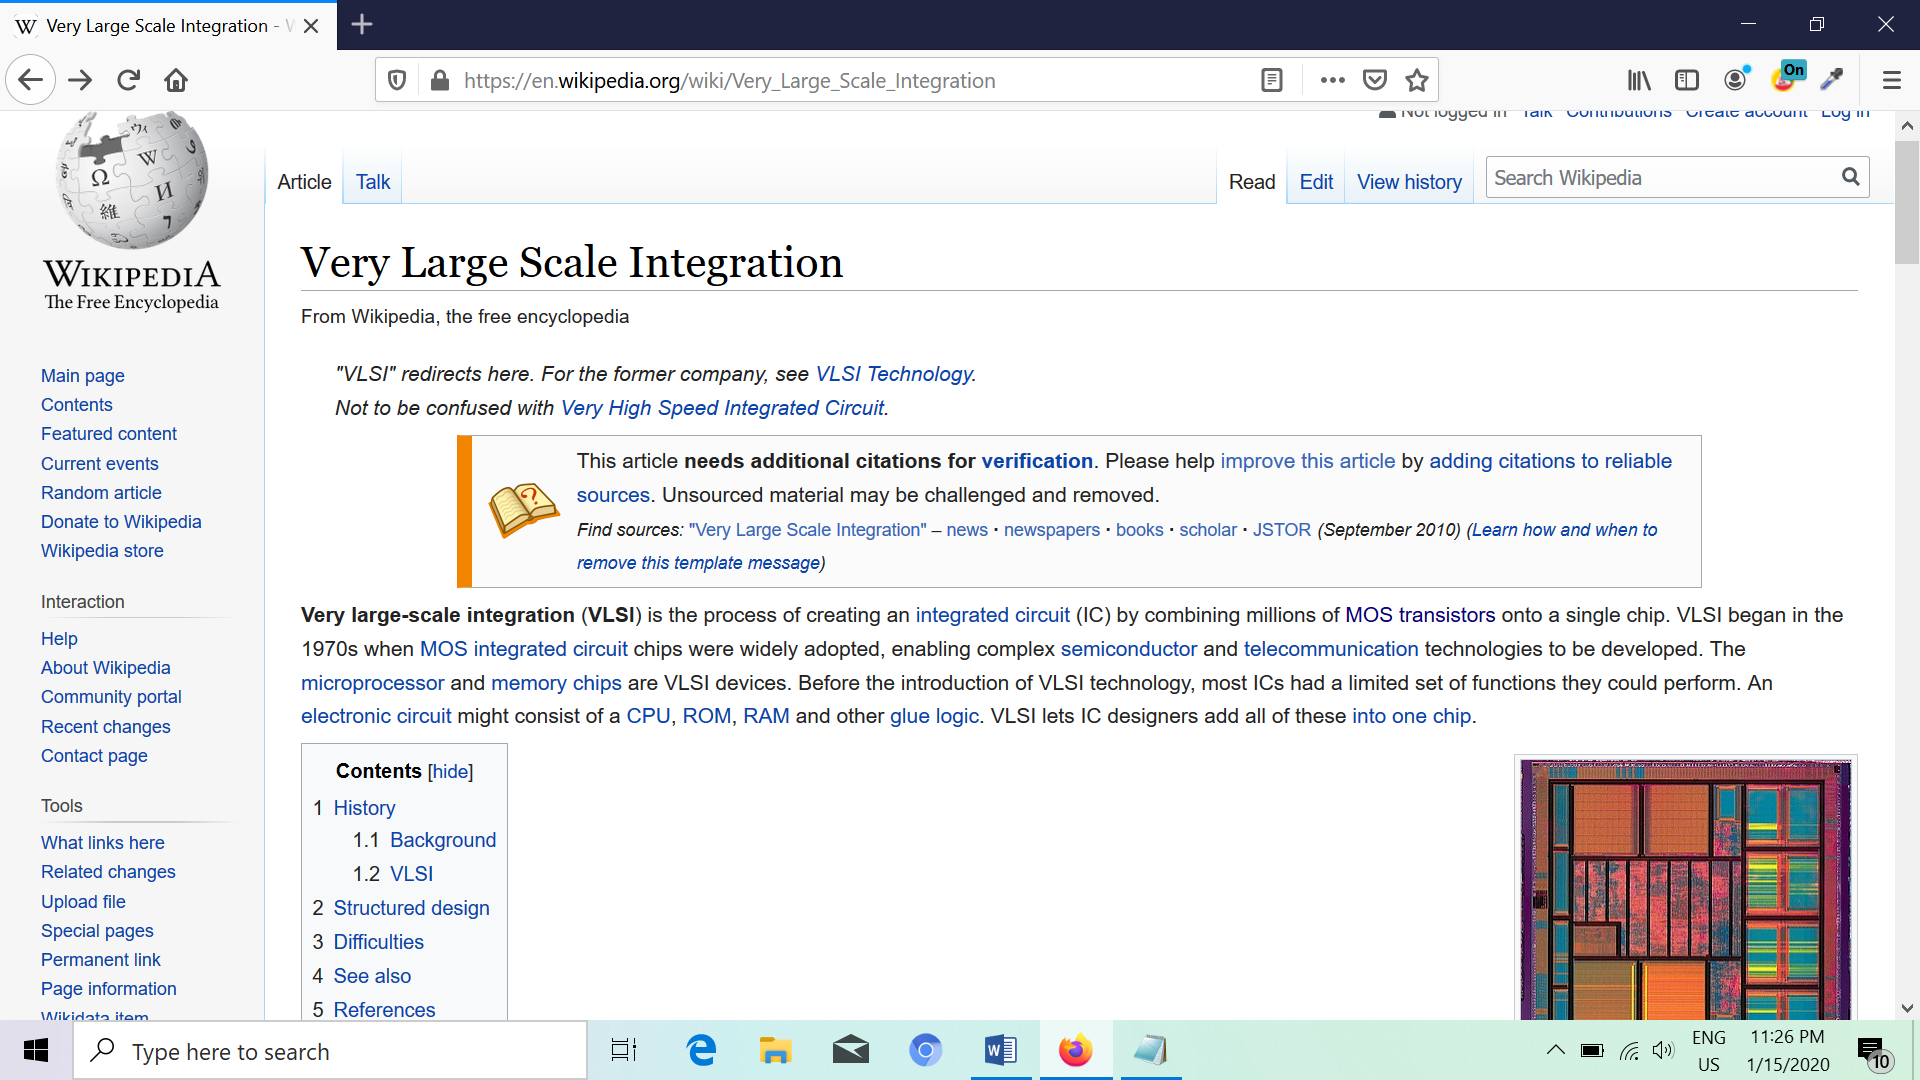 Very Large Scale Integration - W
https://en.wikipedia.org/wiki/Very_Large_Scale_Integration
On
Not logged in Talk Contributions Create account Log in
Article Talk Read Edit View history Search Wikipedia
WIKIPEDIA
The Free Encyclopedia
Main page
Contents
Featured content
Current events
Random article
Donate to Wikipedia
Wikipedia store
Interaction
Help
About Wikipedia
Community portal
Recent changes
Contact page
Tools
What links here
Related changes
Upload file
Special pages
Permanent link
Page information
Wikidata item
Very Large Scale Integration
From Wikipedia, the free encyclopedia
"VLSI" redirects here. For the former company, see VLSI Technology.
Not to be confused with Very High Speed Integrated Circuit.
This article needs additional citations for verification. Please help improve this article by adding citations to reliable
sources. Unsourced material may be challenged and removed.
Find sources: "Very Large Scale Integration" – news · newspapers · books · scholar · JSTOR (September 2010) (Learn how and when to
remove this template message)
Very large-scale integration (VLSI) is the process of creating an integrated circuit (IC) by combining millions of MOS transistors onto a single chip. VLSI began in the
1970s when MOS integrated circuit chips were widely adopted, enabling complex semiconductor and telecommunication technologies to be developed. The
microprocessor and memory chips are VLSI devices. Before the introduction of VLSI technology, most ICs had a limited set of functions they could perform. An
electronic circuit might consist of a CPU, ROM, RAM and other glue logic. VLSI lets IC designers add all of these into one chip.
Contents [hide]
1 History
1.1 Background
1.2 VLSI
2 Structured design
3 Difficulties
4 See also
5 References
Type here to search
ENG
US
11:26 PM
1/15/2020
10